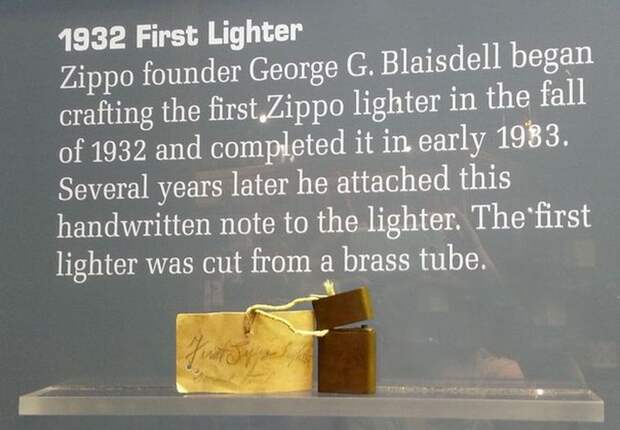 1932 First Lighter
Zippo founder George G. Blaisdell began
crafting the first Zippo lighter in the fall
of 1932 and completed it in early 1933.
Several years later he attached this
handwritten note to the lighter. The first
lighter was cut from a brass tube.
First Zippo